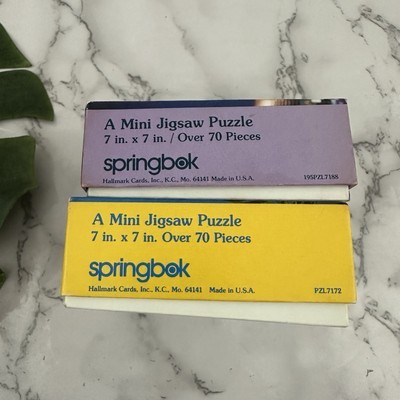 A Mini Jigsaw Puzzle
7 in. x 7 in. / Over 70 Pieces
springbok
Hallmark Cards, Inc., K.C., Mo. 64141 Made in U.S.A. 195PZL7188
A Mini Jigsaw Puzzle
7 in. x 7 in. Over 70 Pieces
springbok
Hallmark Cards, Inc., K.C., Mo. 64141 Made in U.S.A. PZL7172